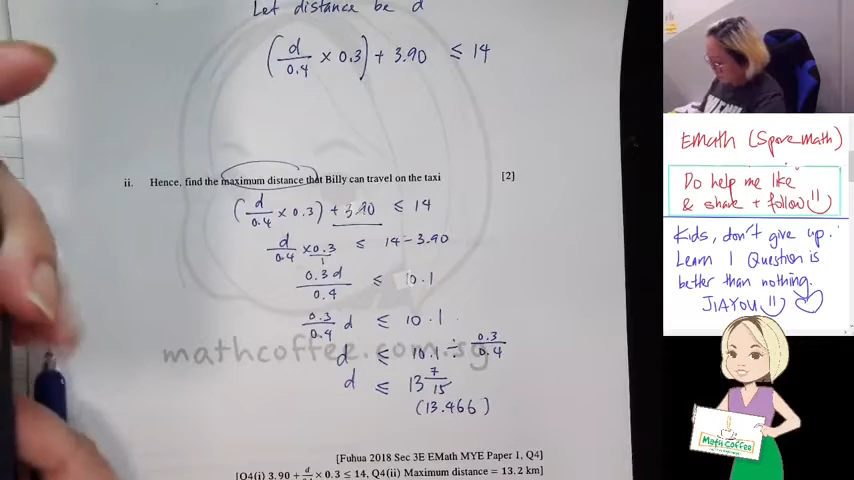 Let distance be d
(d/0.4 × 0.3) + 3.90 ≤ 14
ii. Hence, find the maximum distance that Billy can travel on the taxi [2]
(d/0.4 × 0.3) + 3.90 ≤ 14
d/0.4 × 0.3/1 ≤ 14 - 3.90
0.3d/0.4 ≤ 10.1
0.3/0.4 d ≤ 10.1
d ≤ 10.1 ÷ 0.3/0.4
d ≤ 13 7/15
(13.466)
mathcoffee.com.sg
[Fuhua 2018 Sec 3E EMath MYE Paper 1, Q4]
[Q4(i) 3.90 + d/0.4 × 0.3 ≤ 14, Q4(ii) Maximum distance = 13.2 km]
EMath (Spore math)
Do help me like
& share + follow
Kids, don't give up.
Learn 1 Question is
better than nothing.
JIAYOU
Math Coffee